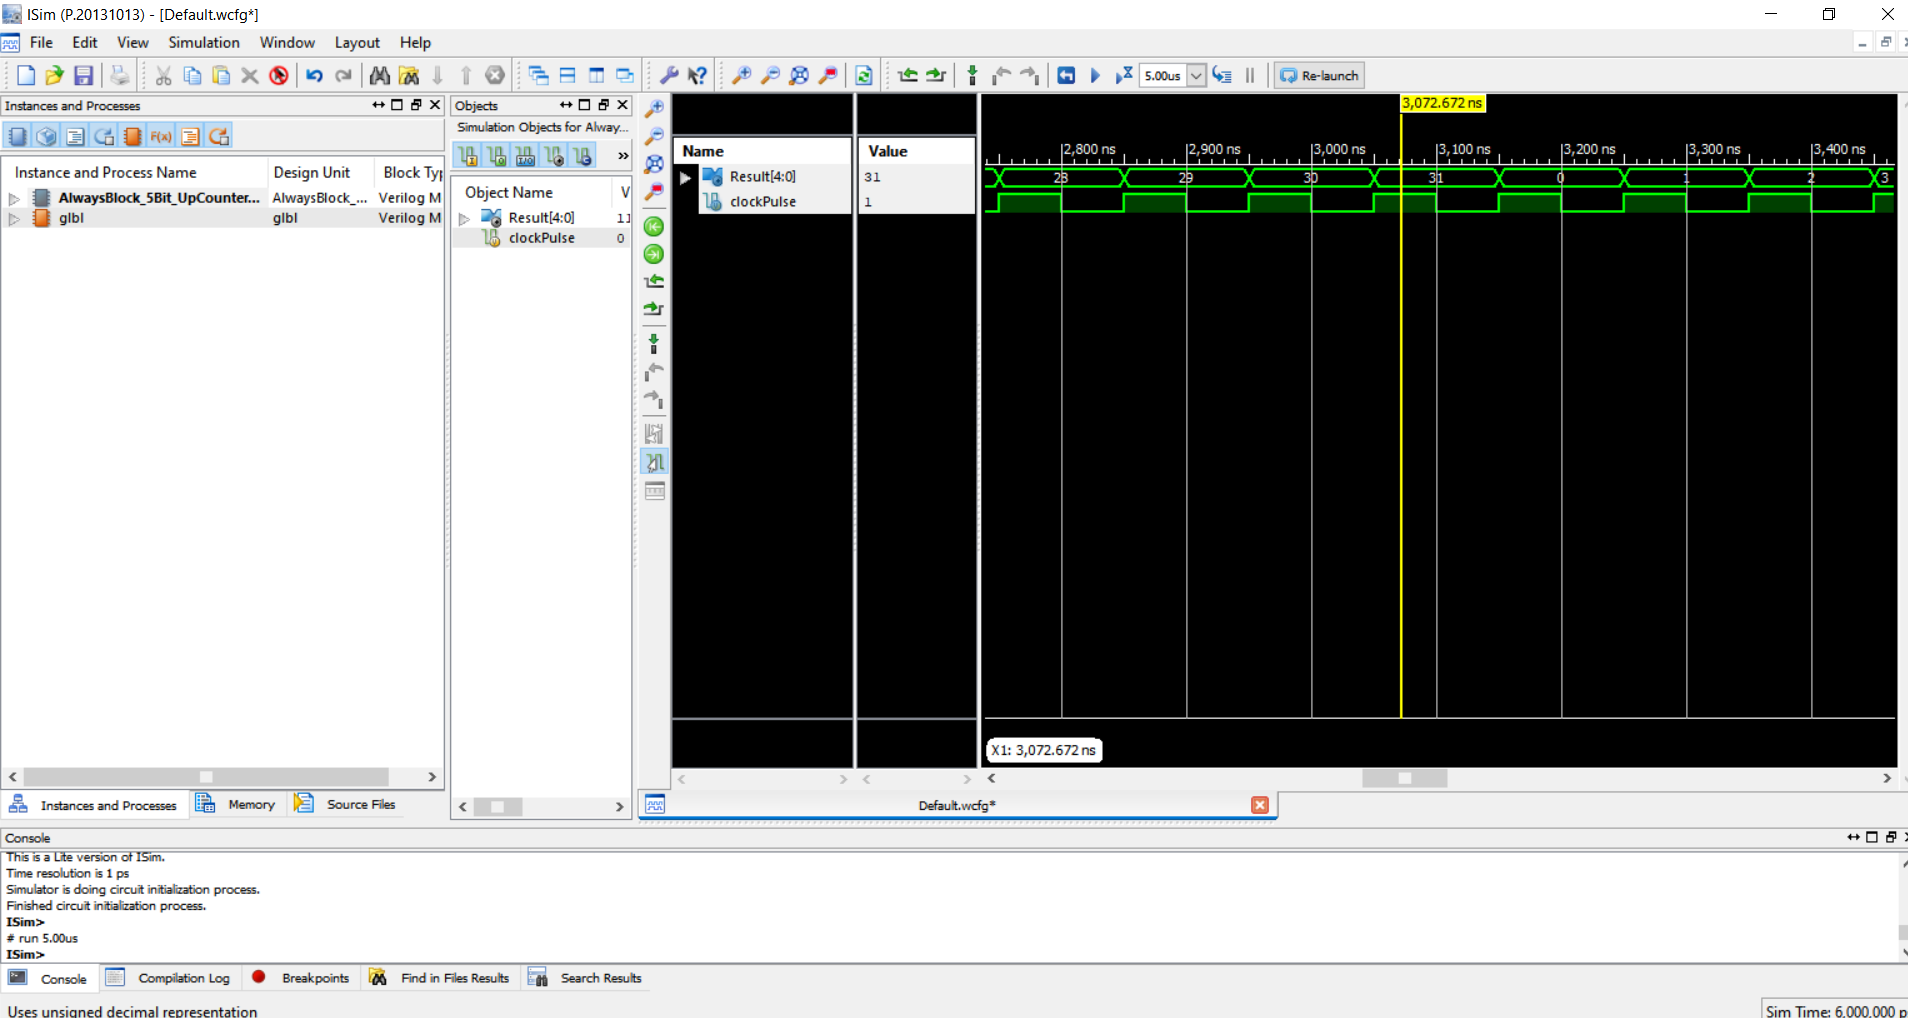 ISim (P.20131013) - [Default.wcfg*]
File Edit View Simulation Window Layout Help
5.00us
Re-launch
Instances and Processes
F(x)
Instance and Process Name Design Unit Block Ty
AlwaysBlock_5Bit_UpCounter... AlwaysBlock_... Verilog M
glbl glbl Verilog M
Objects
Simulation Objects for Alway...
I O I/O C
»
Object Name V
Result[4:0] 11
clockPulse 0
Name Value
Result[4:0] 31
clockPulse 1
3,072.672 ns
2,800 ns 2,900 ns 3,000 ns 3,100 ns 3,200 ns 3,300 ns 3,400 ns
28 29 30 31 0 1 2 3
X1: 3,072.672 ns
Instances and Processes Memory Source Files
Default.wcfg*
Console
This is a Lite version of ISim.
Time resolution is 1 ps
Simulator is doing circuit initialization process.
Finished circuit initialization process.
ISim>
# run 5.00us
ISim>
Console Compilation Log Breakpoints Find in Files Results Search Results
Uses unsigned decimal representation
Sim Time: 6,000,000 p